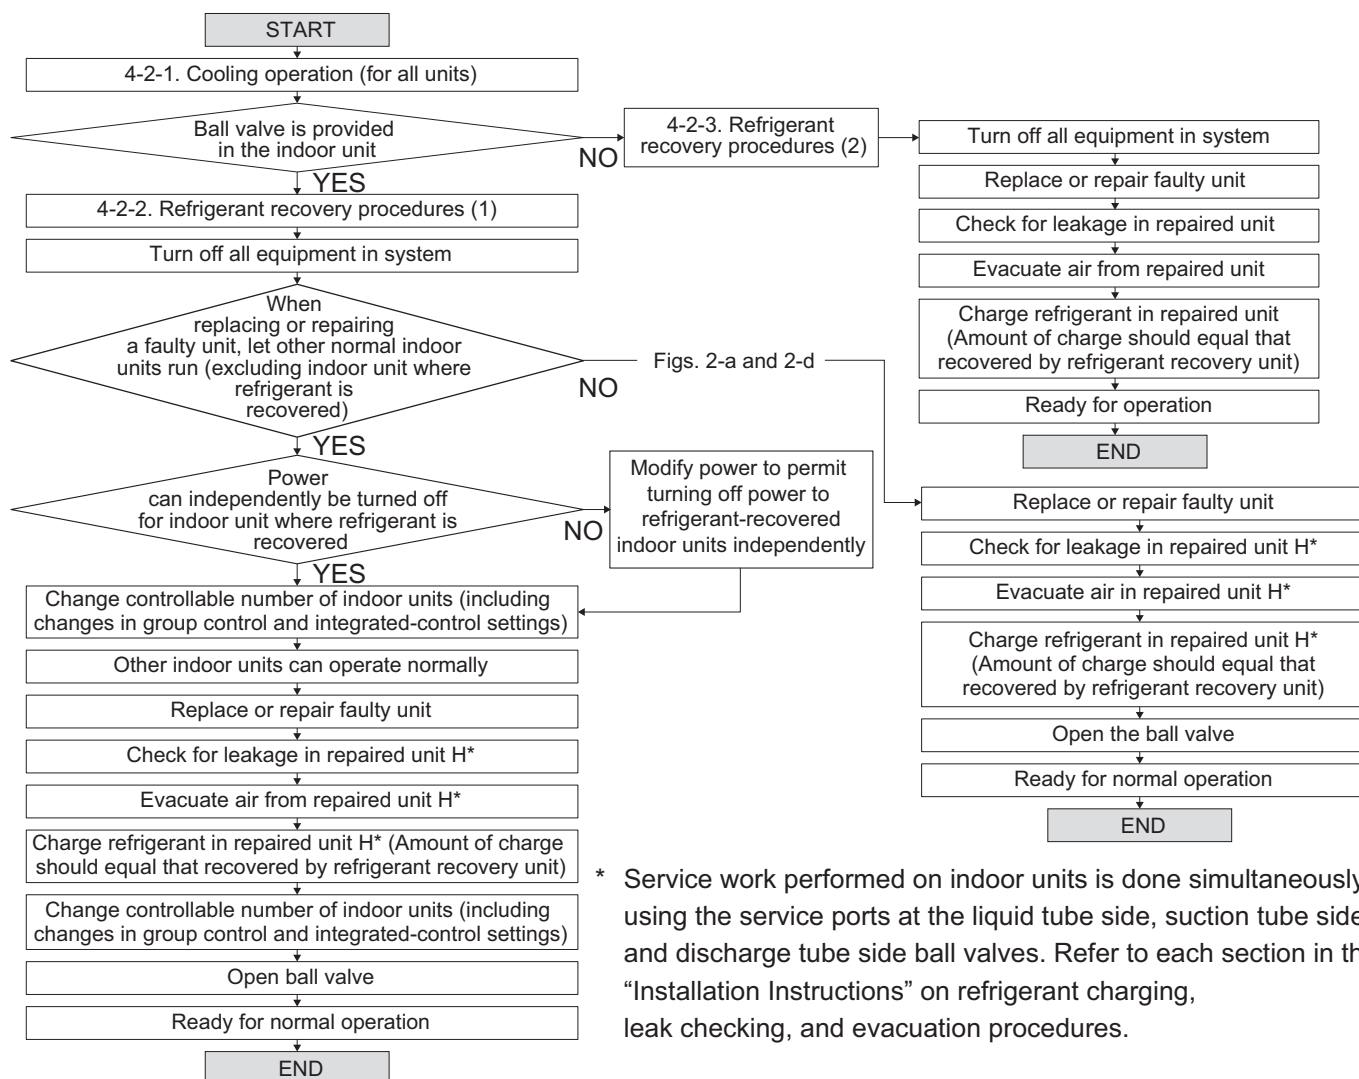 START
4-2-1. Cooling operation (for all units)
Ball valve is provided
in the indoor unit
NO
YES
4-2-3. Refrigerant
recovery procedures (2)
Turn off all equipment in system
Replace or repair faulty unit
Check for leakage in repaired unit
Evacuate air from repaired unit
Charge refrigerant in repaired unit
(Amount of charge should equal that
recovered by refrigerant recovery unit)
Ready for operation
END
4-2-2. Refrigerant recovery procedures (1)
Turn off all equipment in system
When
replacing or repairing
a faulty unit, let other normal indoor
units run (excluding indoor unit where
refrigerant is
recovered)
NO
Figs. 2-a and 2-d
YES
Power
can independently be turned off
for indoor unit where refrigerant is
recovered
NO
YES
Modify power to permit
turning off power to
refrigerant-recovered
indoor units independently
Change controllable number of indoor units (including
changes in group control and integrated-control settings)
Other indoor units can operate normally
Replace or repair faulty unit
Check for leakage in repaired unit H*
Evacuate air from repaired unit H*
Charge refrigerant in repaired unit H* (Amount of charge
should equal that recovered by refrigerant recovery unit)
Change controllable number of indoor units (including
changes in group control and integrated-control settings)
Open ball valve
Ready for normal operation
END
Replace or repair faulty unit
Check for leakage in repaired unit H*
Evacuate air in repaired unit H*
Charge refrigerant in repaired unit H*
(Amount of charge should equal that
recovered by refrigerant recovery unit)
Open the ball valve
Ready for normal operation
END
* Service work performed on indoor units is done simultaneously
using the service ports at the liquid tube side, suction tube side
and discharge tube side ball valves. Refer to each section in th
“Installation Instructions” on refrigerant charging,
leak checking, and evacuation procedures.